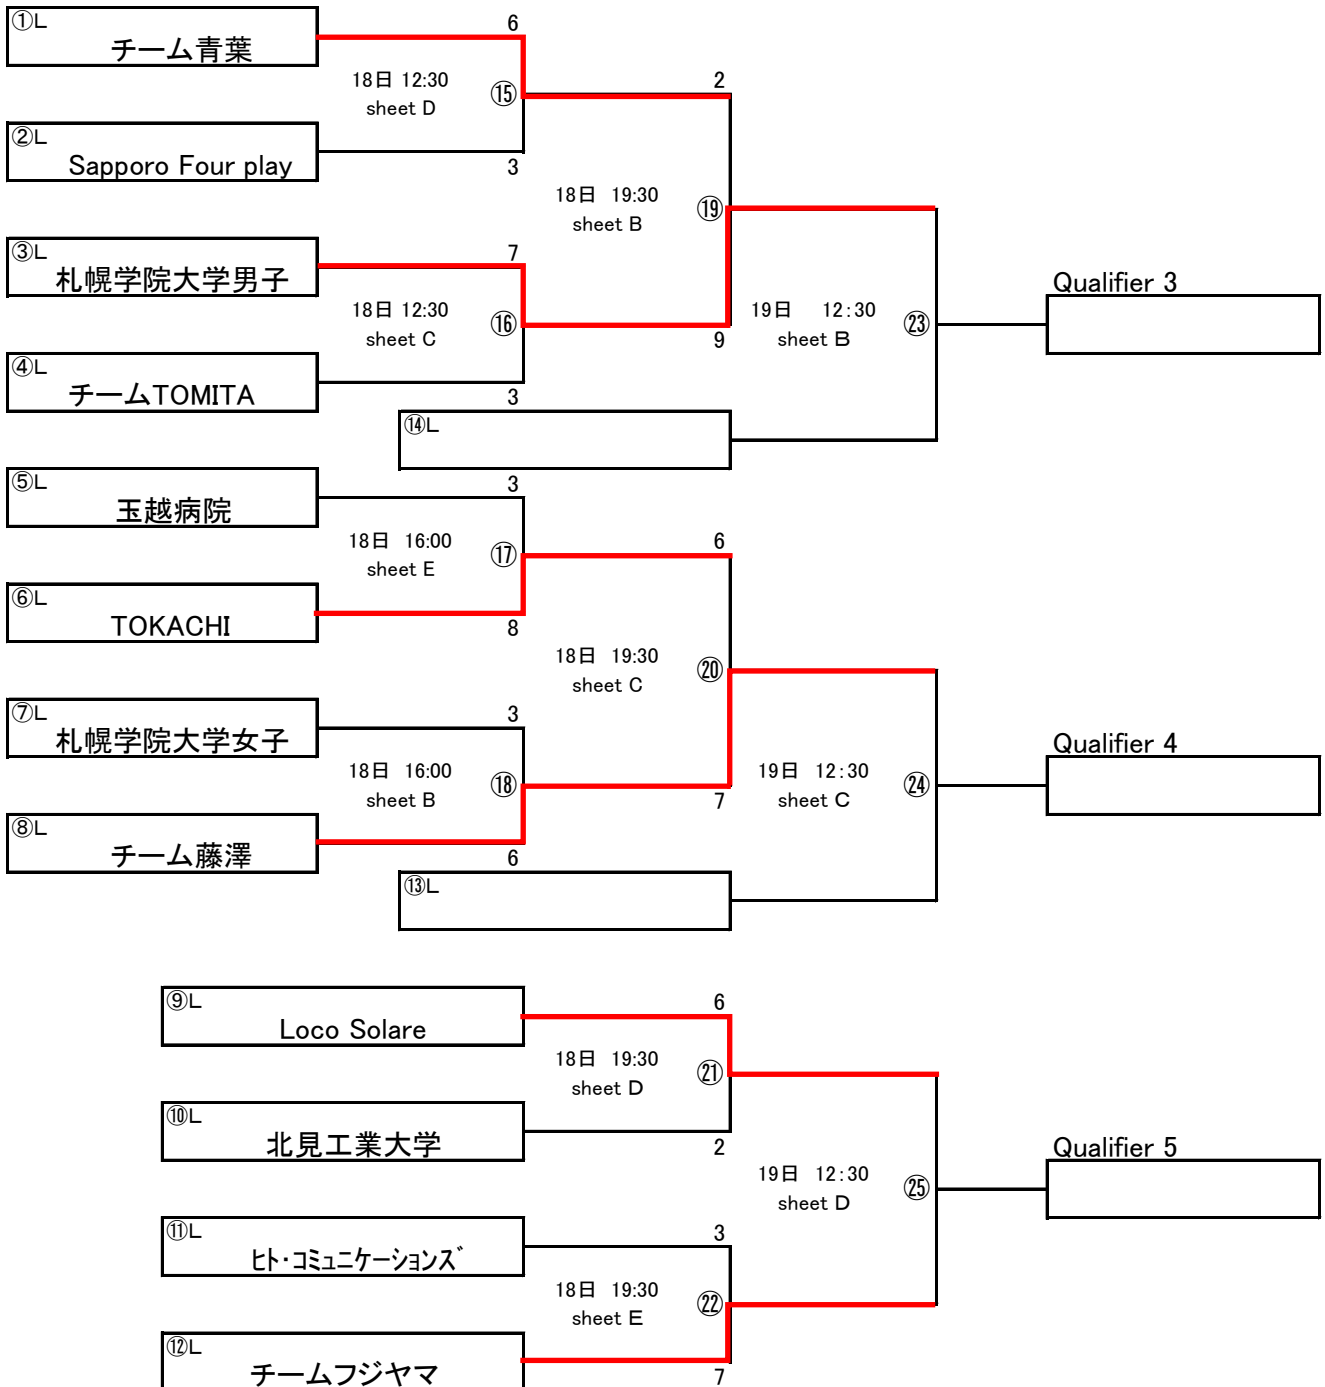 ①L
チーム青葉
6
18日 12:30
sheet D
⑮
2
②L
Sapporo Four play
3
18日 19:30
sheet B
⑲
③L
札幌学院大学男子
7
18日 12:30
sheet C
⑯
9
19日 12:30
sheet B
㉓
Qualifier 3
④L
チームTOMITA
3
⑭L
⑤L
玉越病院
3
18日 16:00
sheet E
⑰
6
⑥L
TOKACHI
8
18日 19:30
sheet C
⑳
⑦L
札幌学院大学女子
3
18日 16:00
sheet B
⑱
7
19日 12:30
sheet C
㉔
Qualifier 4
⑧L
チーム藤澤
6
⑬L
⑨L
Loco Solare
6
18日 19:30
sheet D
㉑
⑩L
北見工業大学
2
19日 12:30
sheet D
㉕
Qualifier 5
⑪L
ﾋﾄ・ｺﾐｭﾆｹｰｼｮﾝｽﾞ
3
18日 19:30
sheet E
㉒
⑫L
チームフジヤマ
7